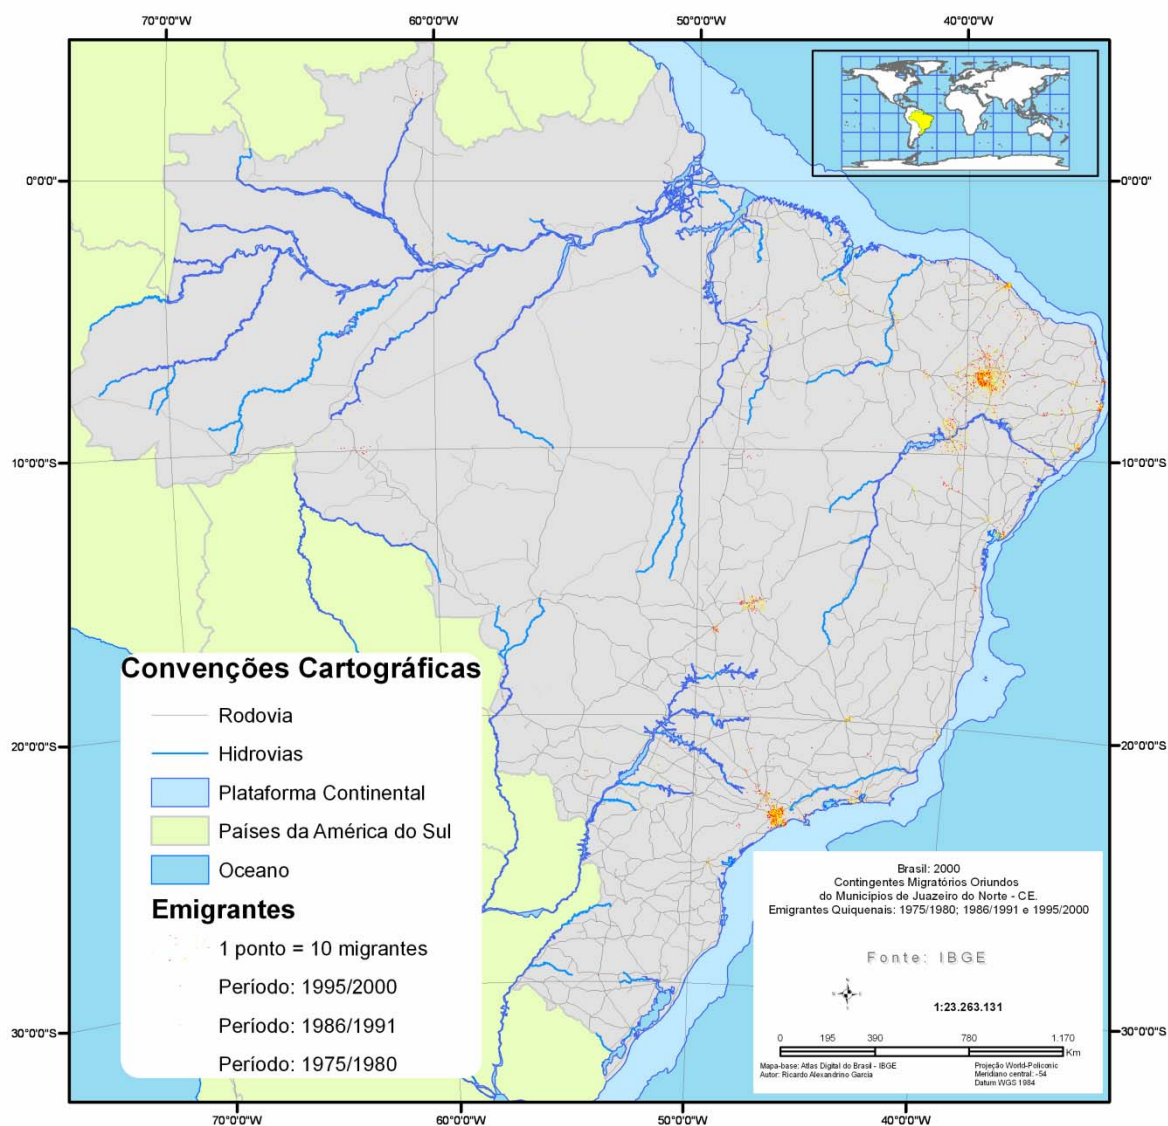 70°0'0"W 60°0'0"W 50°0'0"W 40°0'0"W
0°0'0" 0°0'0"
10°0'0"S 10°0'0"S
20°0'0"S 20°0'0"S
30°0'0"S 30°0'0"S
Convenções Cartográficas
Rodovia
Hidrovias
Plataforma Continental
Países da América do Sul
Oceano
Emigrantes
1 ponto = 10 migrantes
Período: 1995/2000
Período: 1986/1991
Período: 1975/1980
Brasil: 2000
Contingentes Migratórios Oriundos
do Municípios de Juazeiro do Norte - CE.
Emigrantes Quiquenais: 1975/1980; 1986/1991 e 1995/2000
Fonte: IBGE
1:23.263.131
0 195 390 780 1.170
Km
Mapa-base: Atlas Digital do Brasil - IBGE
Autor: Ricardo Alexandrino Garcia
Projeção World-Policonic
Meridiano central: -54
Datum WGS 1984
70°0'0"W 60°0'0"W 50°0'0"W 40°0'0"W